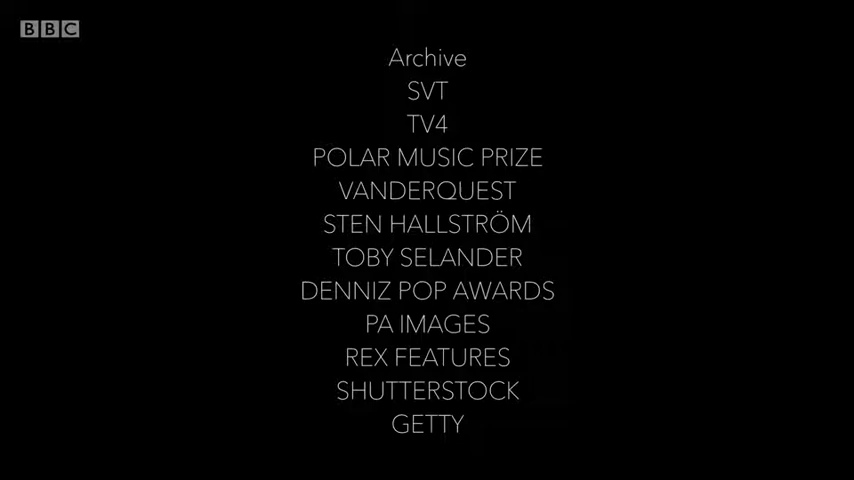 BBC
Archive
SVT
TV4
POLAR MUSIC PRIZE
VANDERQUEST
STEN HALLSTRÖM
TOBY SELANDER
DENNIZ POP AWARDS
PA IMAGES
REX FEATURES
SHUTTERSTOCK
GETTY